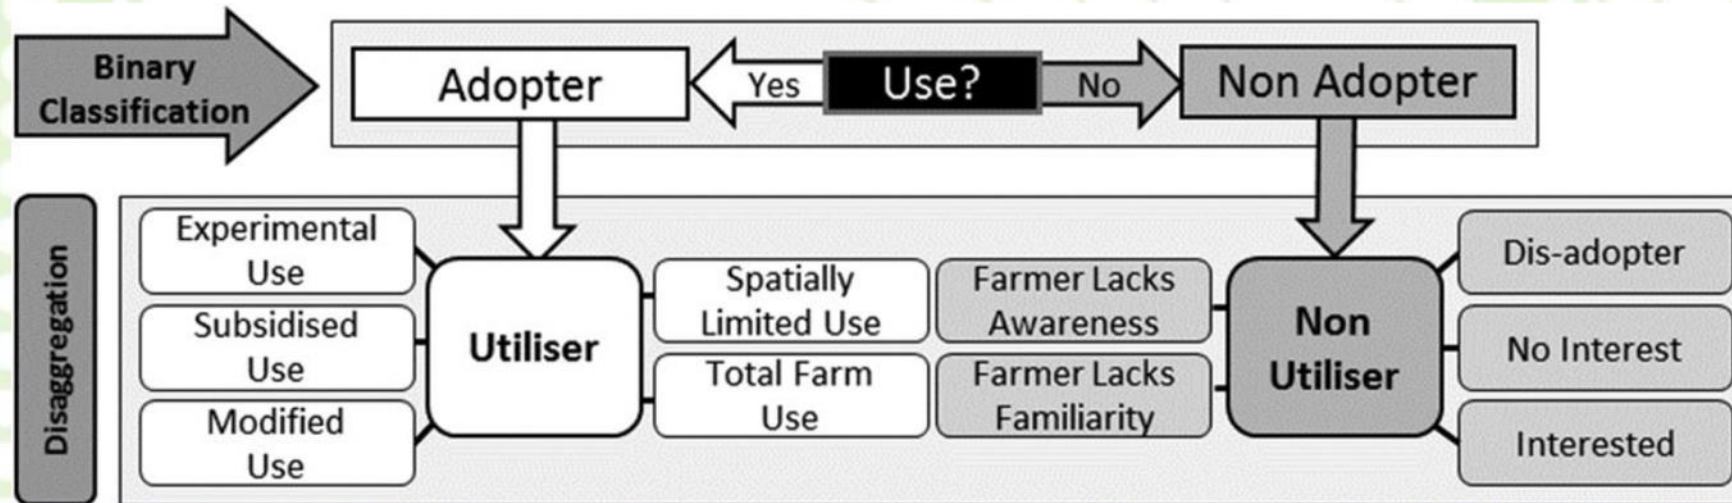 Binary
Classification
Adopter
Yes
Use?
No
Non Adopter
Disaggregation
Experimental
Use
Subsidised
Use
Modified
Use
Utiliser
Spatially
Limited Use
Total Farm
Use
Farmer Lacks
Awareness
Farmer Lacks
Familiarity
Non
Utiliser
Dis-adopter
No Interest
Interested